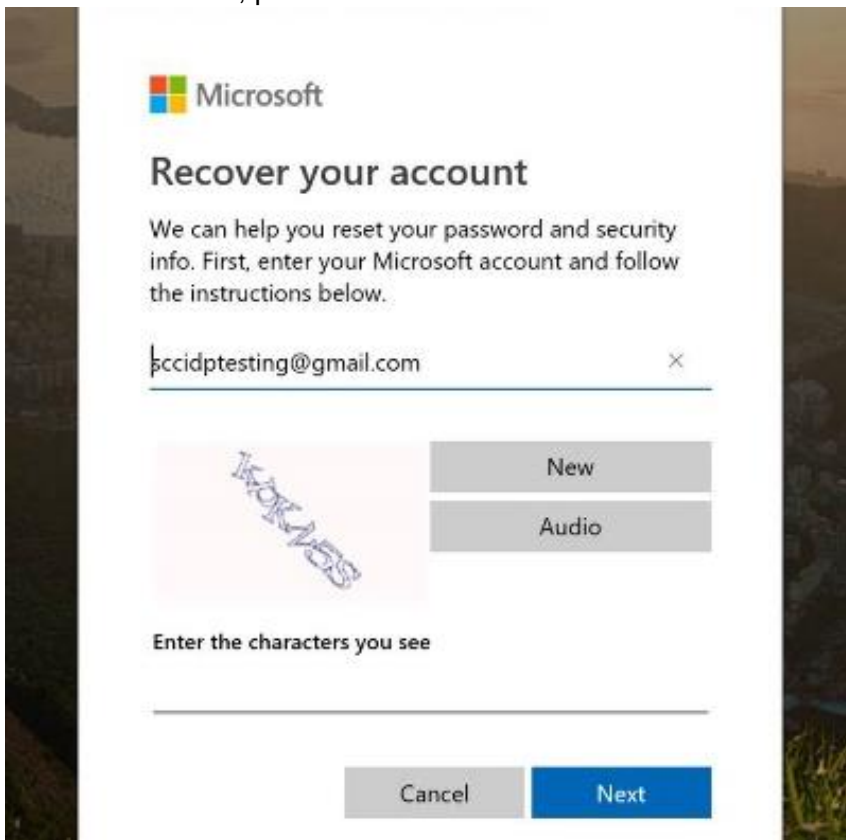 Microsoft
Recover your account
We can help you reset your password and security
info. First, enter your Microsoft account and follow
the instructions below.
sccidptesting@gmail.com
New
Audio
Enter the characters you see
Cancel
Next